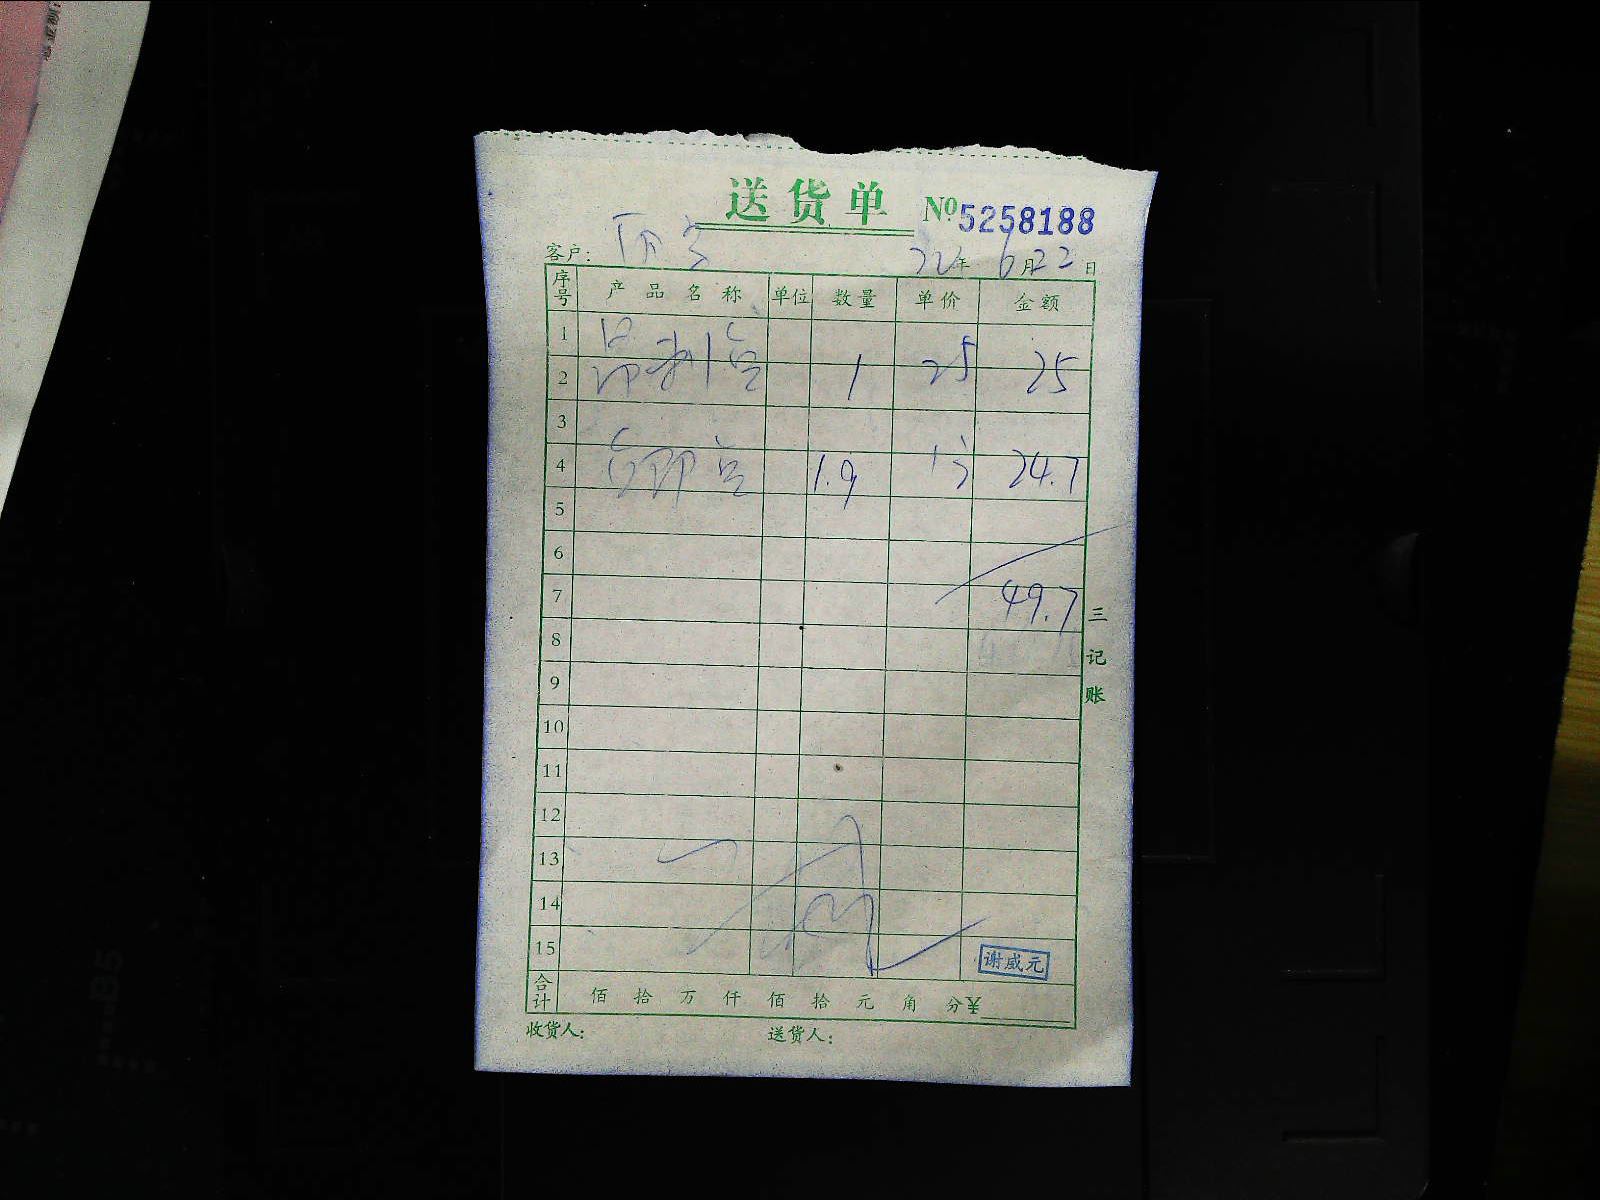 送货单 №5258188
客户: 22年6月22日
序号 产品名称 单位 数量 单价 金额
1
2 1 25 25
3
4 1.9 13 24.7
5
6
7 49.7
8
9
10
11
12
13
14
15 谢威元
合计 佰 拾 万 仟 佰 拾 元 角 分¥
收货人: 送货人:
三记账